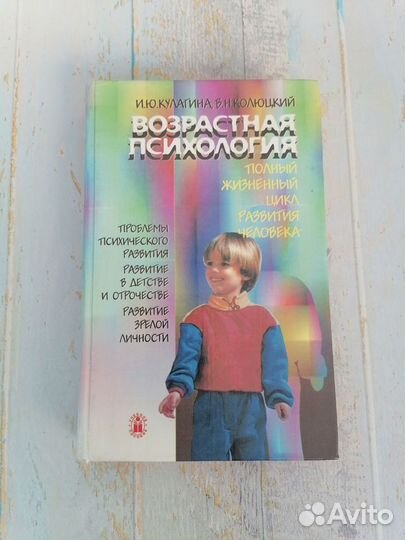 И.Ю.КУЛАГИНА, В.Н.КОЛЮЦКИЙ
ВОЗРАСТНАЯ
ПСИХОЛОГИЯ
ПОЛНЫЙ
ЖИЗНЕННЫЙ
ЦИКЛ
РАЗВИТИЯ
ЧЕЛОВЕКА
ПРОБЛЕМЫ
ПСИХИЧЕСКОГО
РАЗВИТИЯ
РАЗВИТИЕ
В ДЕТСТВЕ
И ОТРОЧЕСТВЕ
РАЗВИТИЕ
ЗРЕЛОЙ
ЛИЧНОСТИ
Avito